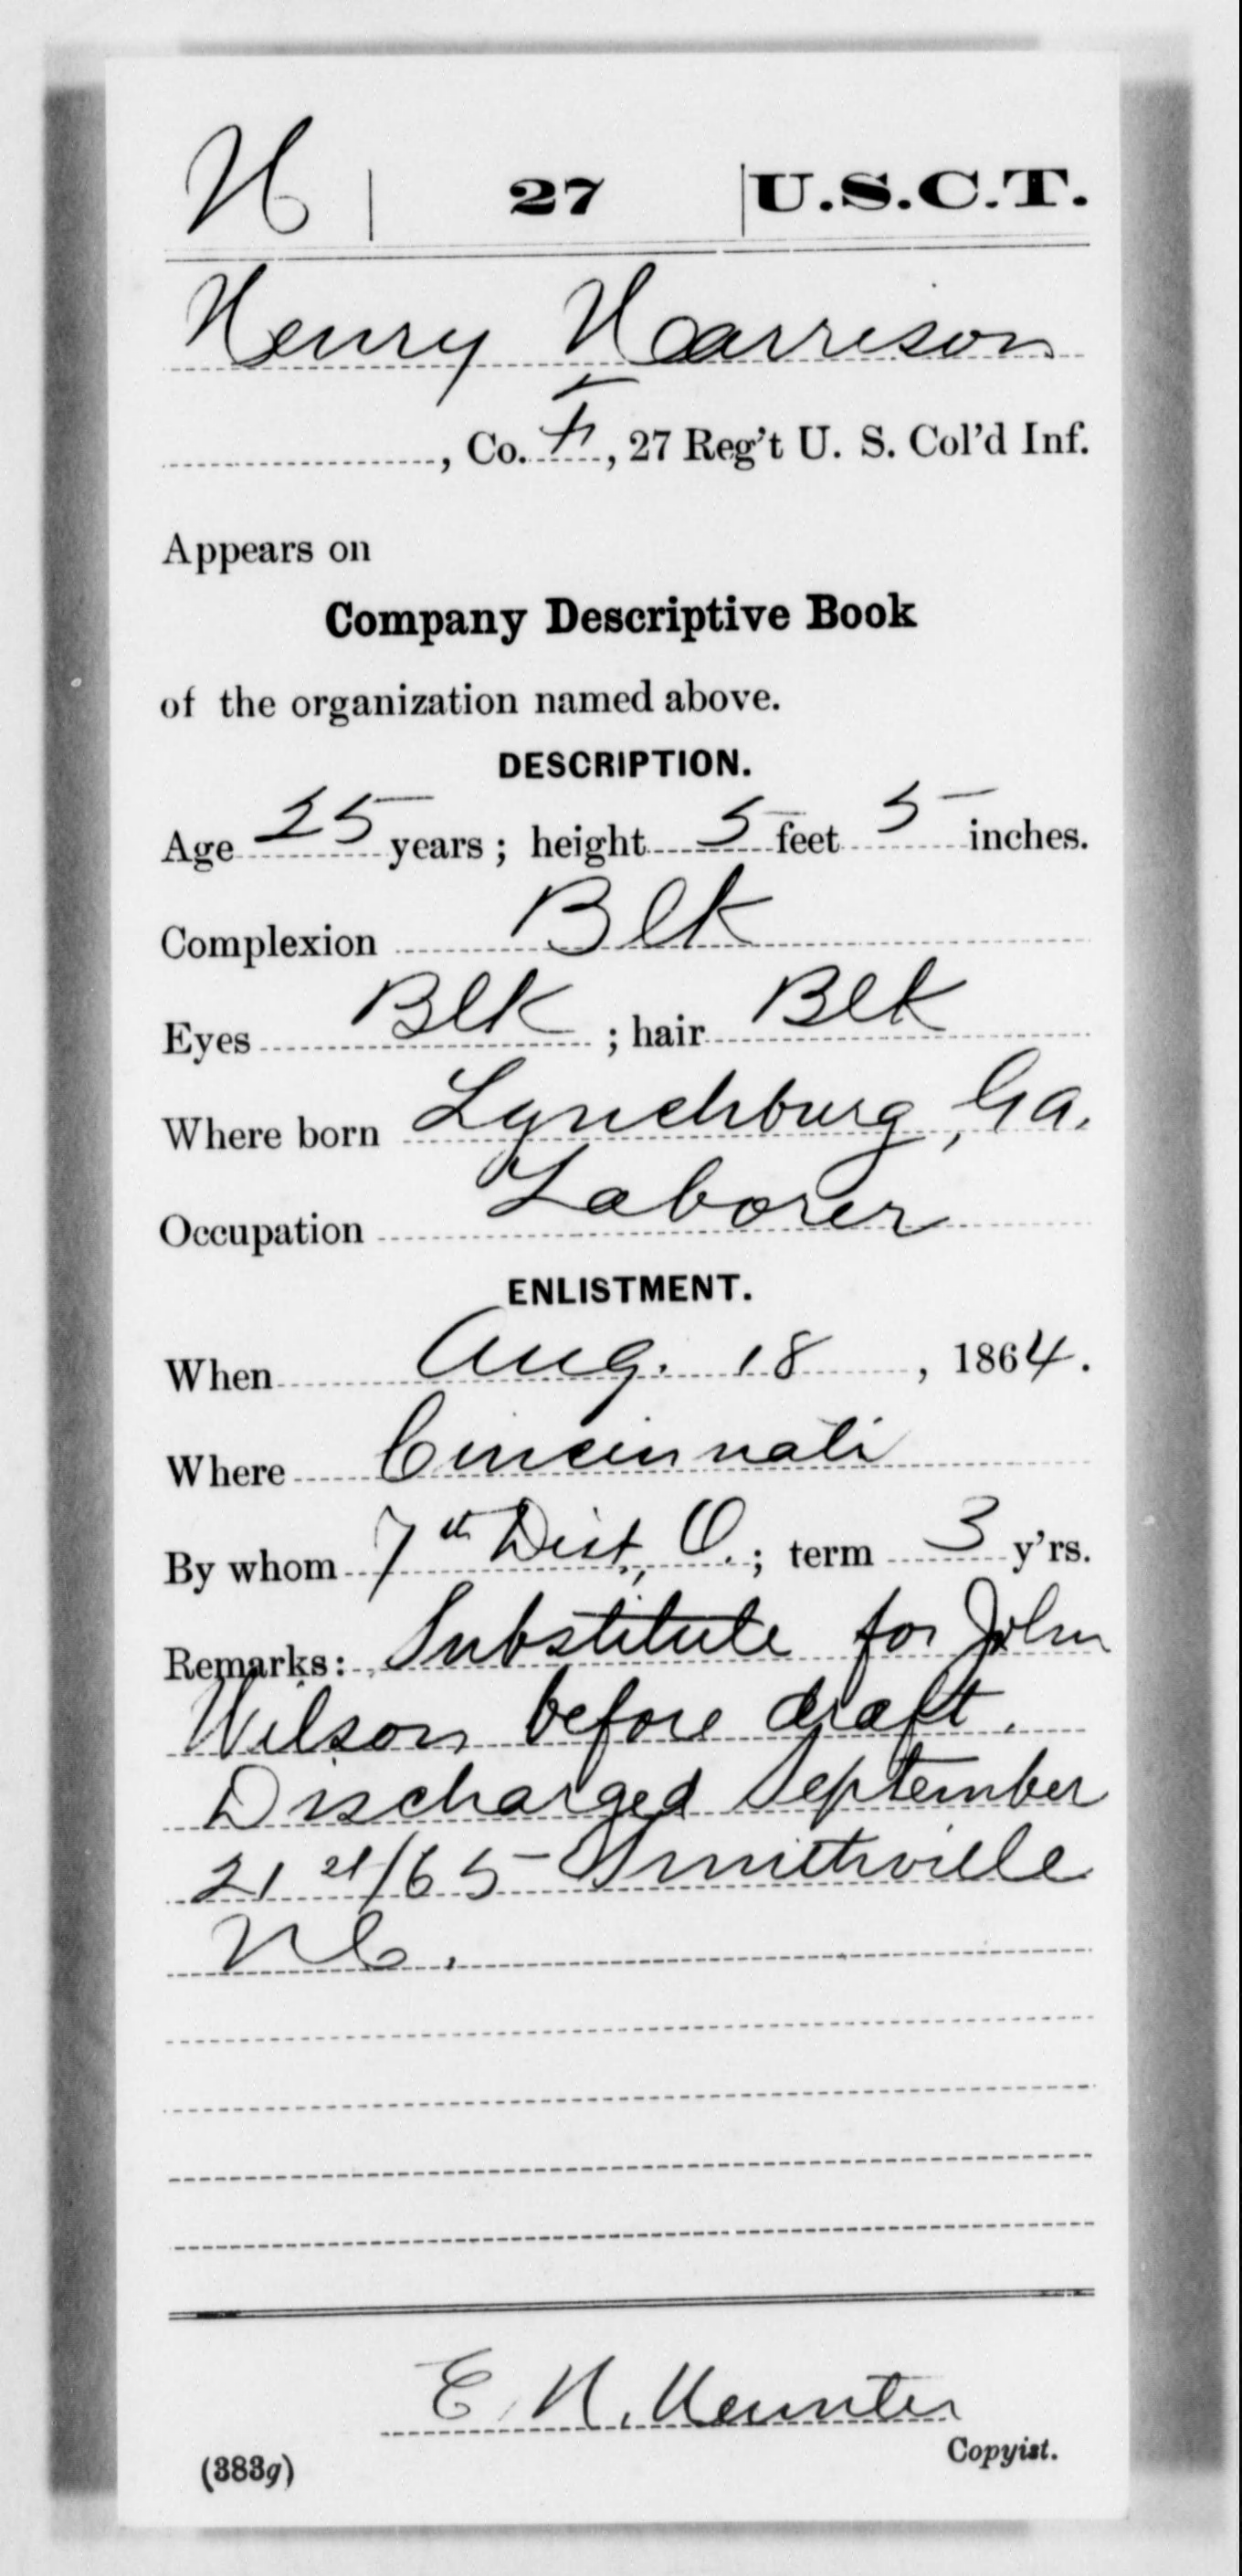 H | 27 | U.S.C.T.
Henry Harrison
, Co. F, 27 Reg't U. S. Col'd Inf.
Appears on
Company Descriptive Book
of the organization named above.
DESCRIPTION.
Age 25 years; height 5 feet 5 inches.
Complexion Blk
Eyes Blk; hair Blk
Where born Lynchburg, Ga.
Occupation Laborer
ENLISTMENT.
When Aug. 18, 1864.
Where Cincinnati
By whom 7th Dist., O.; term 3 y'rs.
Remarks: Substitute for John
Wilson before draft.
Discharged September
21st/65 Smithville
NC.
E. H.
Copyist.
(383g)